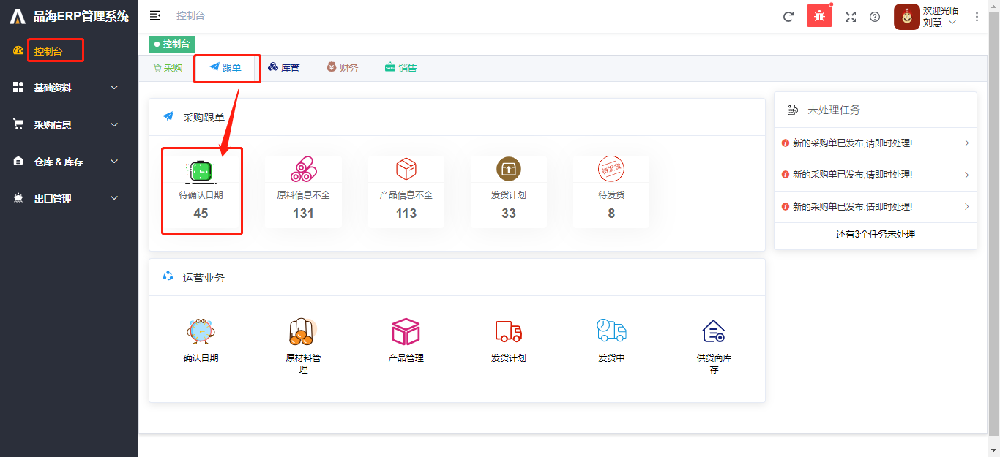 品海ERP管理系统
控制台
欢迎光临
刘慧
控制台
控制台
采购
跟单
库管
财务
SALE
销售
基础资料
采购信息
仓库 & 库存
出口管理
采购跟单
待确认日期
45
原料信息不全
131
产品信息不全
113
发货计划
33
待发货
待发货
8
未处理任务
新的采购单已发布,请即时处理!
新的采购单已发布,请即时处理!
新的采购单已发布,请即时处理!
还有3个任务未处理
运营业务
确认日期
原材料管
理
产品管理
发货计划
发货中
供货商库
存